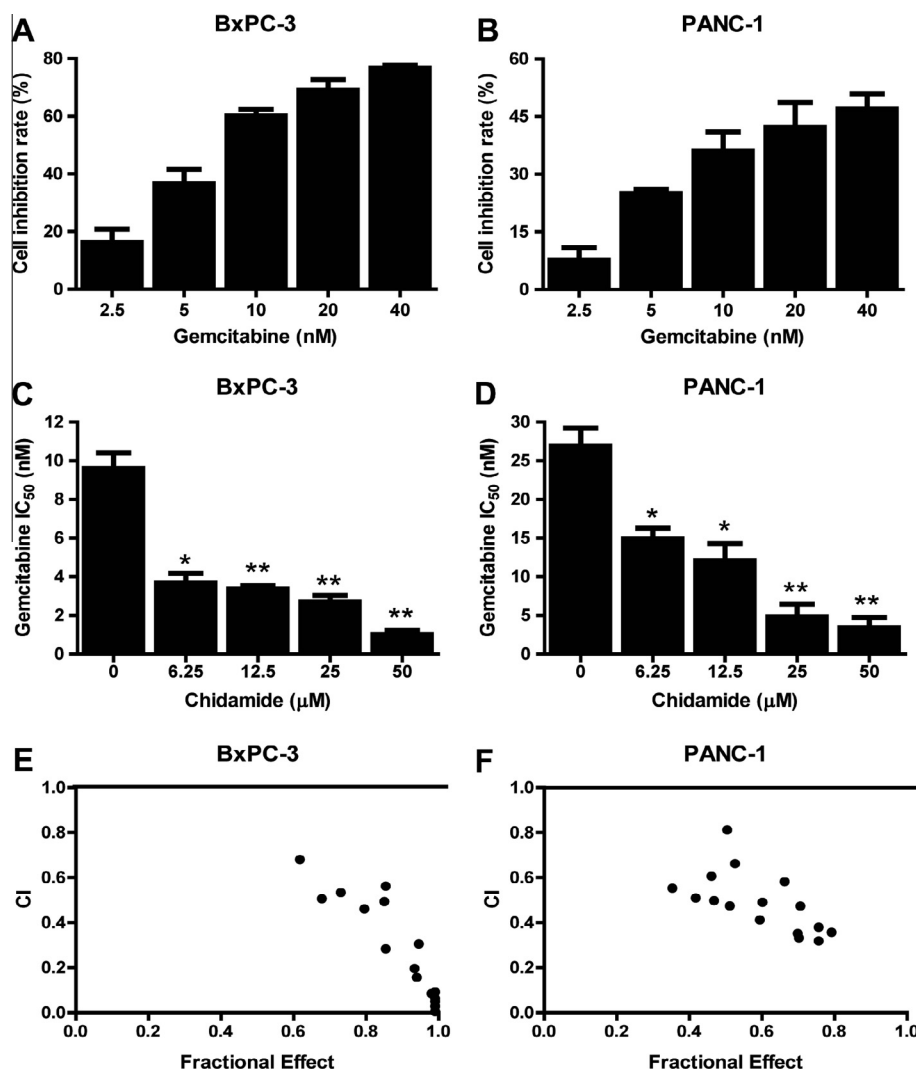 A
BxPC-3
Cell inhibition rate (%)
80
60
40
20
0
2.5 5 10 20 40
Gemcitabine (nM)
B
PANC-1
Cell inhibition rate (%)
60
45
30
15
0
2.5 5 10 20 40
Gemcitabine (nM)
C
BxPC-3
Gemcitabine IC50 (nM)
12
10
8
6
4
2
0
* ** ** **
0 6.25 12.5 25 50
Chidamide (μM)
D
PANC-1
Gemcitabine IC50 (nM)
30
25
20
15
10
5
0
* * ** **
0 6.25 12.5 25 50
Chidamide (μM)
E
BxPC-3
CI
1.0
0.8
0.6
0.4
0.2
0.0
0.0 0.2 0.4 0.6 0.8 1.0
Fractional Effect
F
PANC-1
CI
1.0
0.8
0.6
0.4
0.2
0.0
0.0 0.2 0.4 0.6 0.8 1.0
Fractional Effect